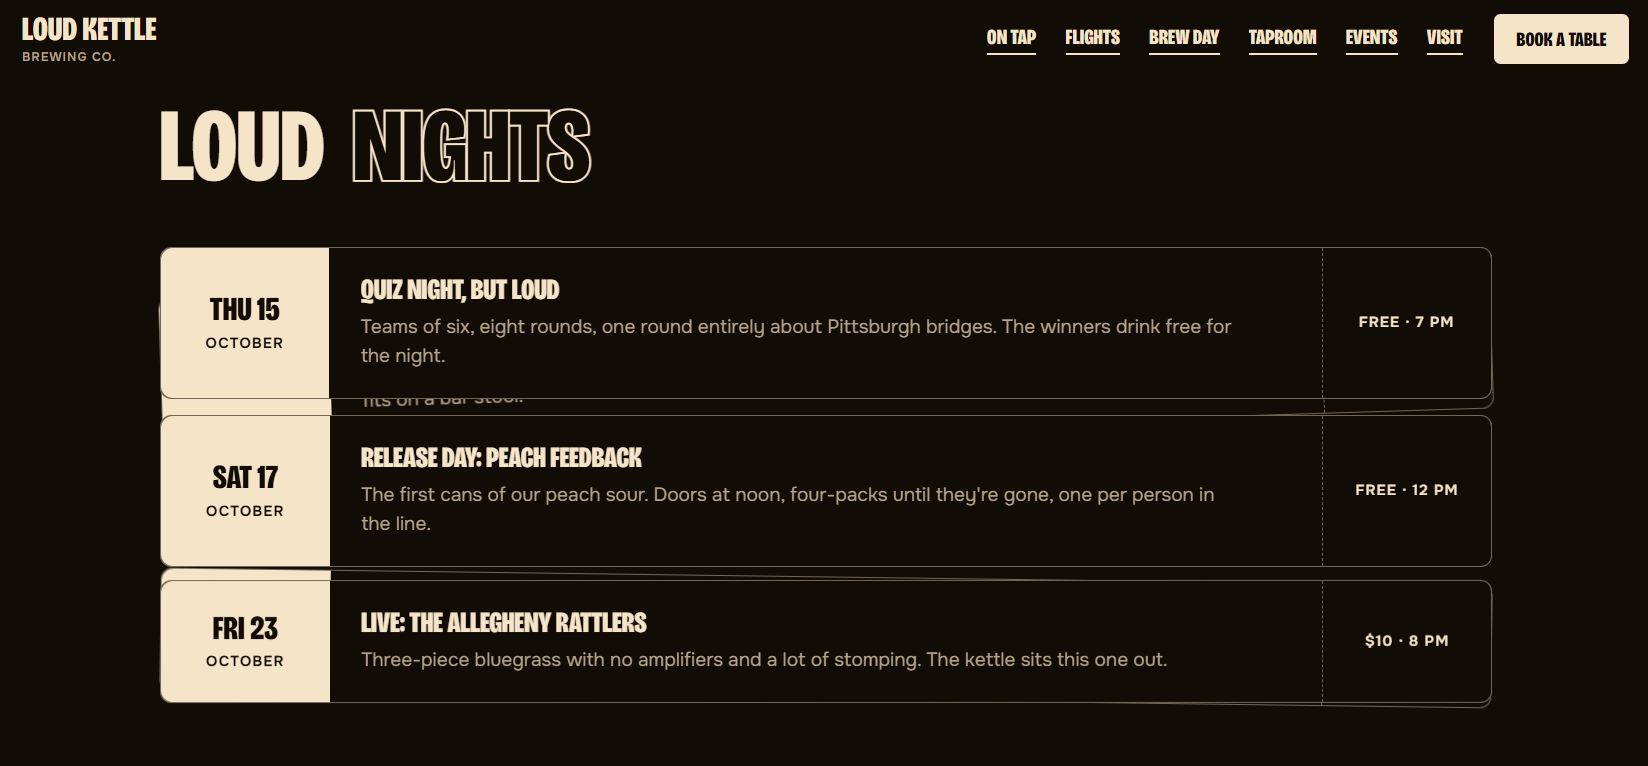 LOUD KETTLE
BREWING CO.
ON TAP
FLIGHTS
BREW DAY
TAPROOM
EVENTS
VISIT
BOOK A TABLE
LOUD NIGHTS
THU 15
OCTOBER
QUIZ NIGHT, BUT LOUD
Teams of six, eight rounds, one round entirely about Pittsburgh bridges. The winners drink free for
the night.
FREE · 7 PM
fits on a bar stool.
SAT 17
OCTOBER
RELEASE DAY: PEACH FEEDBACK
The first cans of our peach sour. Doors at noon, four-packs until they're gone, one per person in
the line.
FREE · 12 PM
FRI 23
OCTOBER
LIVE: THE ALLEGHENY RATTLERS
Three-piece bluegrass with no amplifiers and a lot of stomping. The kettle sits this one out.
$10 · 8 PM